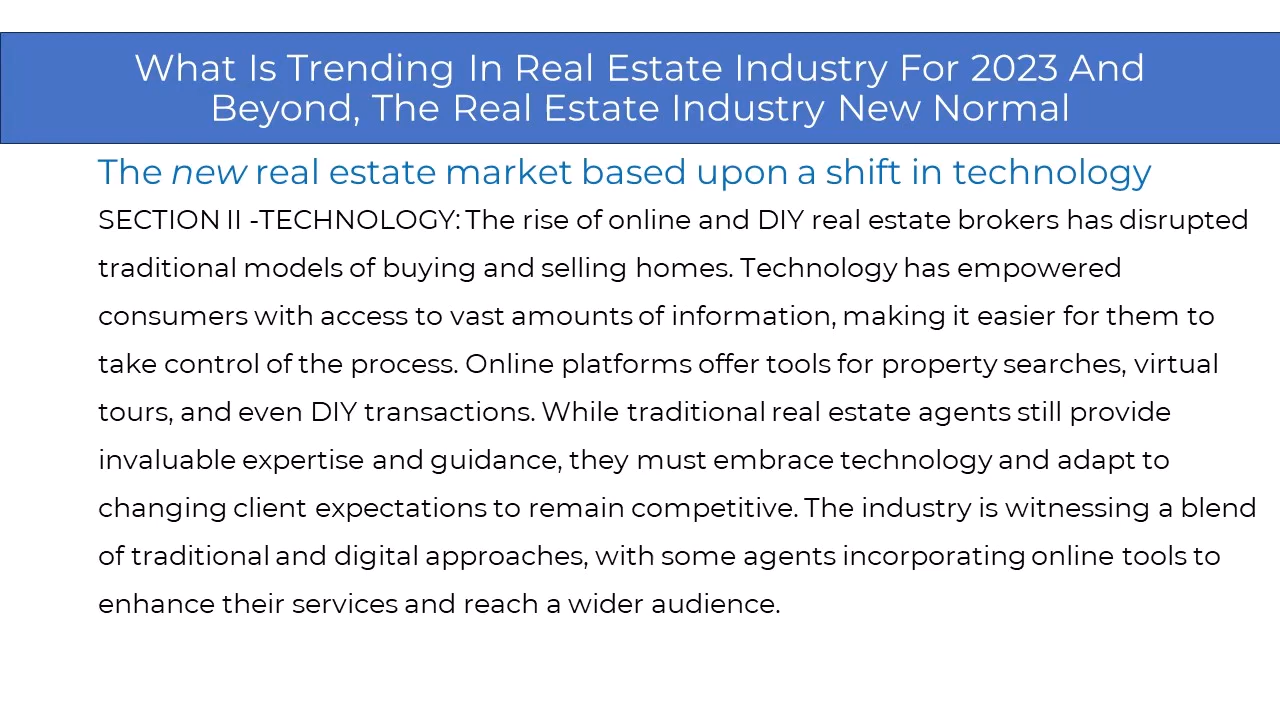 What Is Trending In Real Estate Industry For 2023 And
Beyond, The Real Estate Industry New Normal
The new real estate market based upon a shift in technology
SECTION II -TECHNOLOGY: The rise of online and DIY real estate brokers has disrupted
traditional models of buying and selling homes. Technology has empowered
consumers with access to vast amounts of information, making it easier for them to
take control of the process. Online platforms offer tools for property searches, virtual
tours, and even DIY transactions. While traditional real estate agents still provide
invaluable expertise and guidance, they must embrace technology and adapt to
changing client expectations to remain competitive. The industry is witnessing a blend
of traditional and digital approaches, with some agents incorporating online tools to
enhance their services and reach a wider audience.